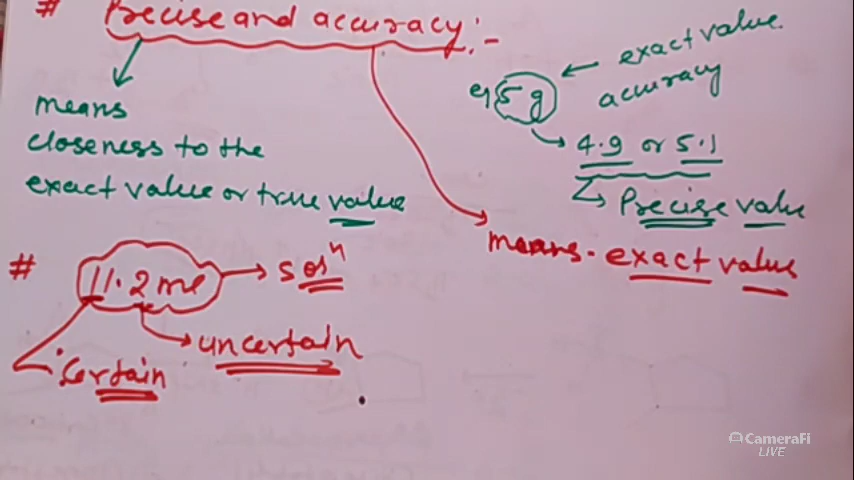 # Precise and accuracy :-
means
closeness to the
exact value or true value
eg 5 g
exact value.
accuracy
4.9 or 5.1
Precise value
means - exact value
# 11.2 ml
uncertain
certain
CameraFi
LIVE